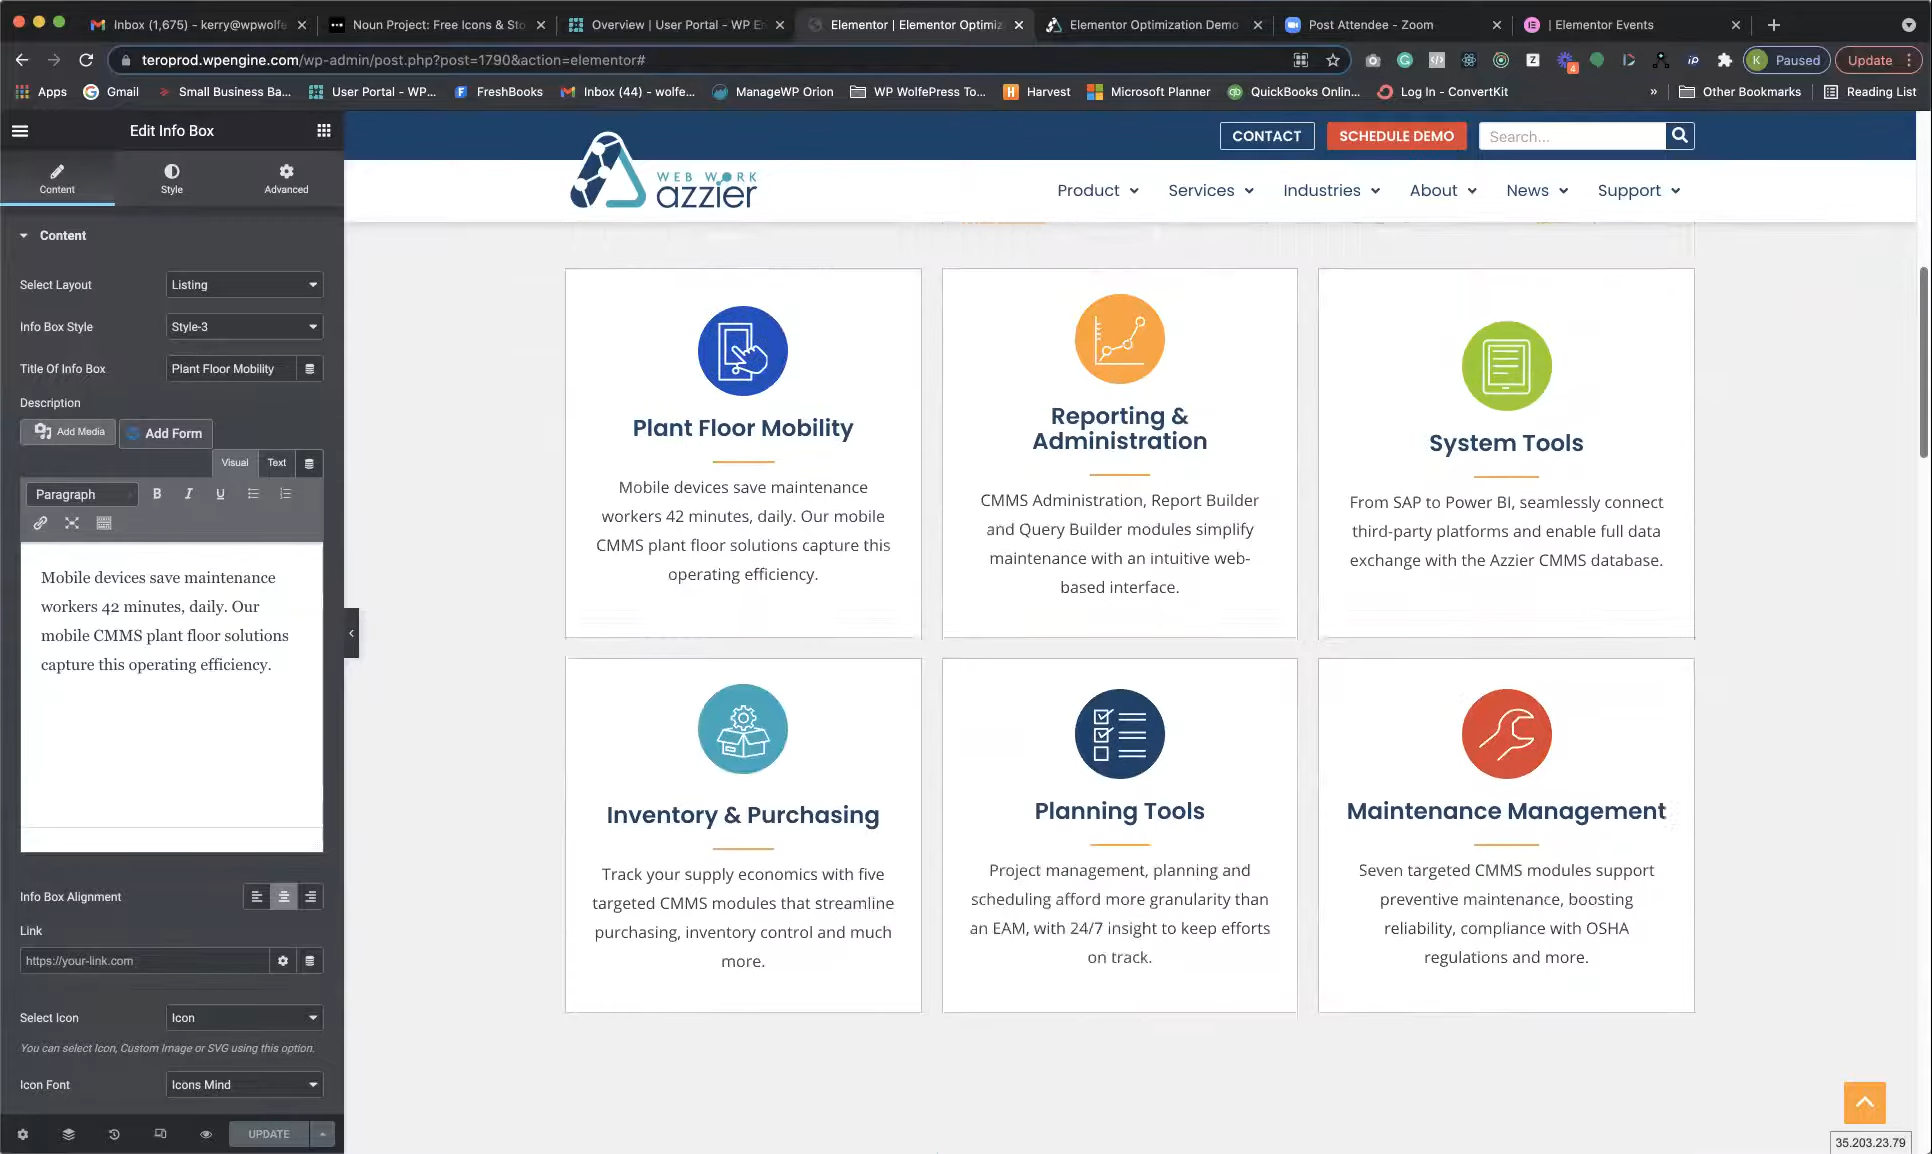 Inbox (1,675) - kerry@wpwolfe
Noun Project: Free Icons & Sto
Overview | User Portal - WP En
Elementor | Elementor Optimiz
Elementor Optimization Demo
Post Attendee - Zoom
| Elementor Events
teroprod.wpengine.com/wp-admin/post.php?post=1790&action=elementor#
4
K Paused
Update
Apps
Gmail
Small Business Ba...
User Portal - WP...
FreshBooks
Inbox (44) - wolfe...
ManageWP Orion
WP WolfePress To...
Harvest
Microsoft Planner
QuickBooks Onlin...
Log In - ConvertKit
»
Other Bookmarks
Reading List
Edit Info Box
Content
Style
Advanced
Content
Select Layout
Listing
Info Box Style
Style-3
Title Of Info Box
Plant Floor Mobility
Description
Add Media
Add Form
Visual
Text
Paragraph
B
I
U
Mobile devices save maintenance
workers 42 minutes, daily. Our
mobile CMMS plant floor solutions
capture this operating efficiency.
Info Box Alignment
Link
https://your-link.com
Select Icon
Icon
You can select Icon, Custom Image or SVG using this option.
Icon Font
Icons Mind
UPDATE
CONTACT
SCHEDULE DEMO
Search...
WEB WORK
azzier
Product
Services
Industries
About
News
Support
Plant Floor Mobility
Mobile devices save maintenance
workers 42 minutes, daily. Our mobile
CMMS plant floor solutions capture this
operating efficiency.
Reporting &
Administration
CMMS Administration, Report Builder
and Query Builder modules simplify
maintenance with an intuitive web-
based interface.
System Tools
From SAP to Power BI, seamlessly connect
third-party platforms and enable full data
exchange with the Azzier CMMS database.
Inventory & Purchasing
Track your supply economics with five
targeted CMMS modules that streamline
purchasing, inventory control and much
more.
Planning Tools
Project management, planning and
scheduling afford more granularity than
an EAM, with 24/7 insight to keep efforts
on track.
Maintenance Management
Seven targeted CMMS modules support
preventive maintenance, boosting
reliability, compliance with OSHA
regulations and more.
35.203.23.79